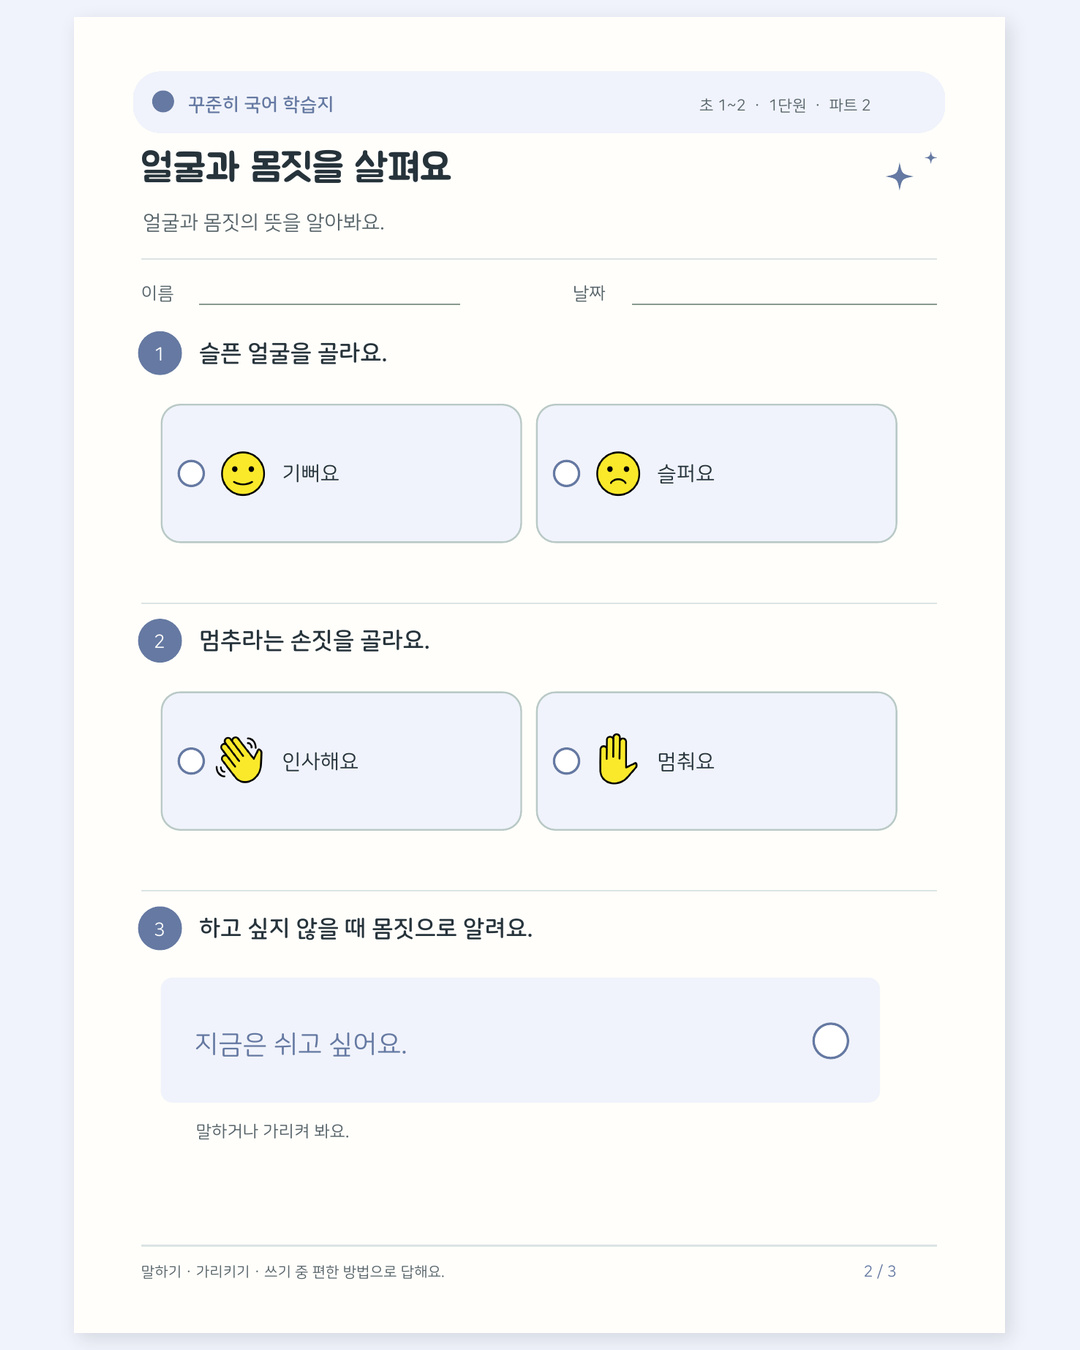 꾸준히 국어 학습지
초 1~2 · 1단원 · 파트 2
얼굴과 몸짓을 살펴요
얼굴과 몸짓의 뜻을 알아봐요.
이름
날짜
1 슬픈 얼굴을 골라요.
기뻐요
슬퍼요
2 멈추라는 손짓을 골라요.
인사해요
멈춰요
3 하고 싶지 않을 때 몸짓으로 알려요.
지금은 쉬고 싶어요.
말하거나 가리켜 봐요.
말하기 · 가리키기 · 쓰기 중 편한 방법으로 답해요.
2 / 3